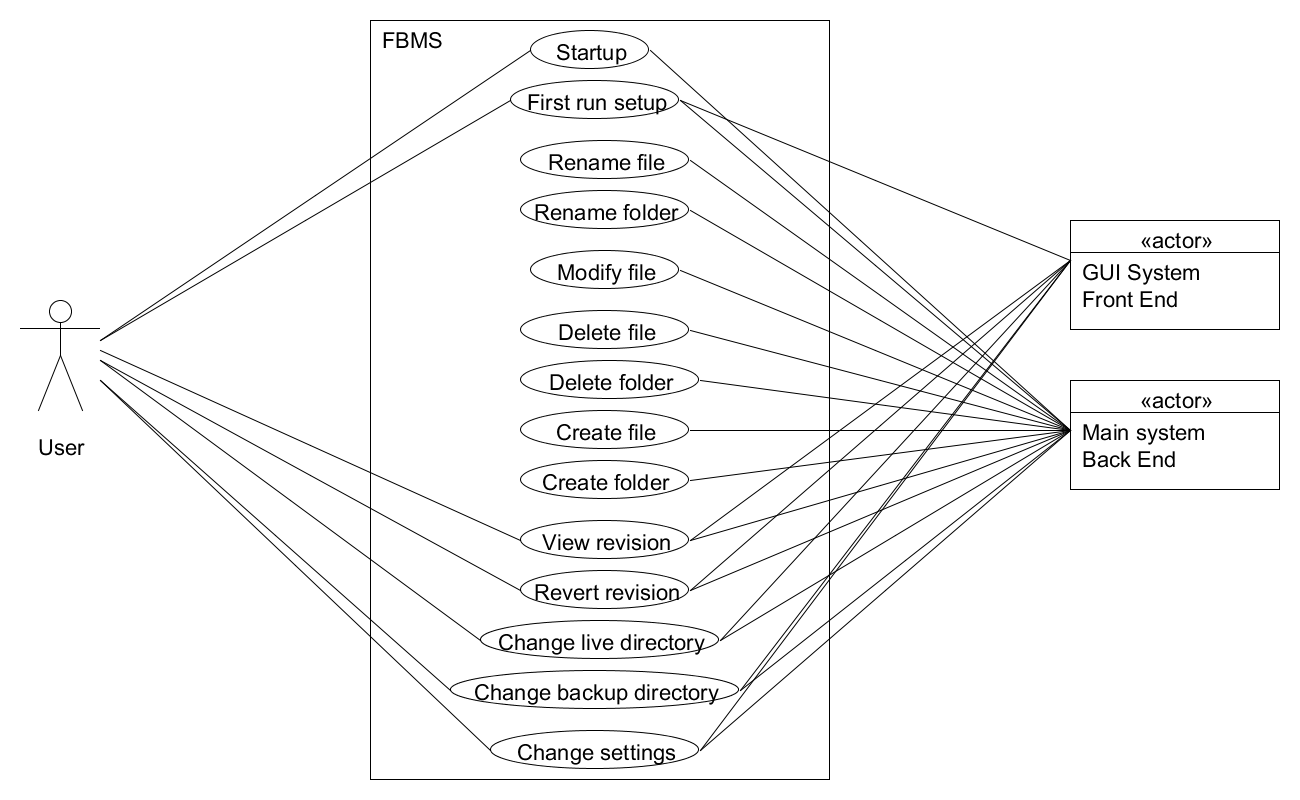 FBMS
Startup
First run setup
Rename file
Rename folder
Modify file
Delete file
Delete folder
Create file
Create folder
View revision
Revert revision
Change live directory
Change backup directory
Change settings
User
«actor»
GUI System
Front End
«actor»
Main system
Back End